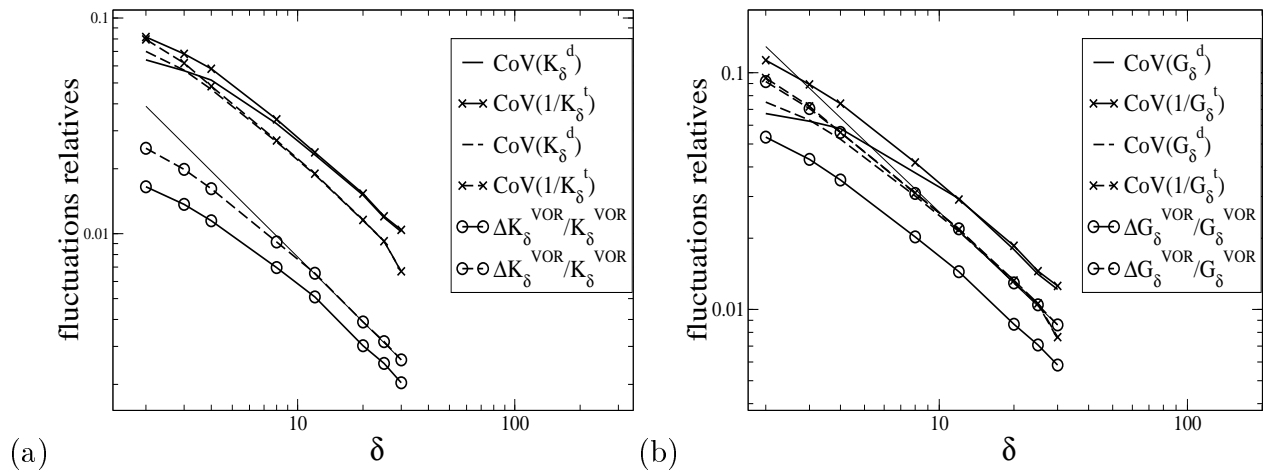 0.1
0.01
fluctuations relatives
10
100
δ
CoV(K_δ^d)
CoV(1/K_δ^t)
CoV(K_δ^d)
CoV(1/K_δ^t)
ΔK_δ^VOR/K_δ^VOR
ΔK_δ^VOR/K_δ^VOR
(a)
0.1
0.01
fluctuations relatives
10
100
δ
CoV(G_δ^d)
CoV(1/G_δ^t)
CoV(G_δ^d)
CoV(1/G_δ^t)
ΔG_δ^VOR/G_δ^VOR
ΔG_δ^VOR/G_δ^VOR
(b)